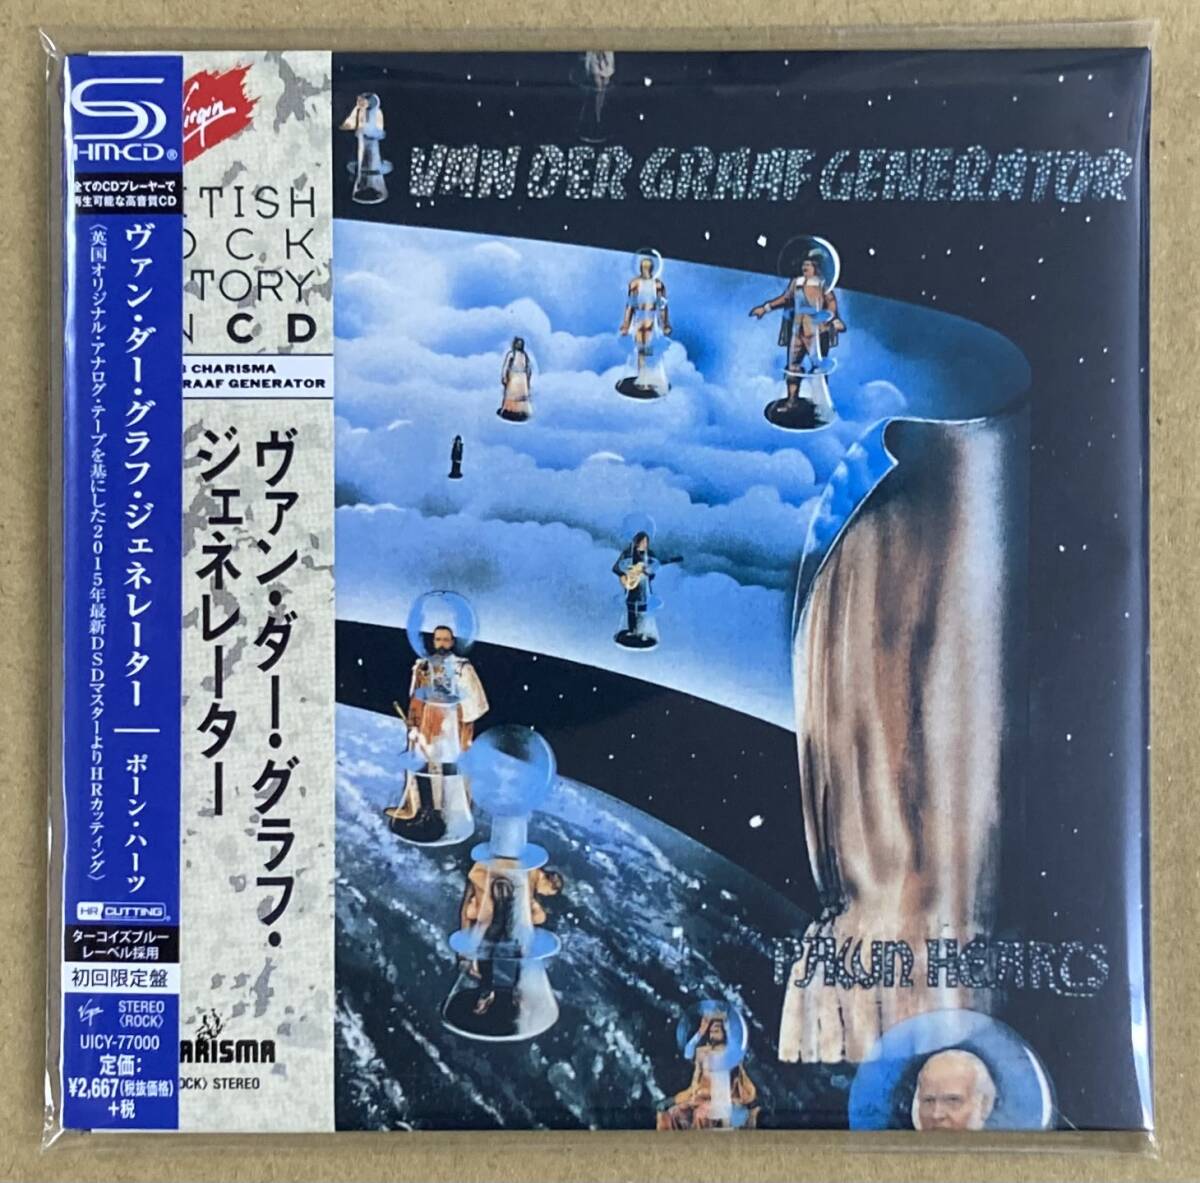 SHM-CD®
全てのCDプレーヤーで
再生可能な高音質CD
ヴァン・ダー・グラフ・ジェネレーター ― ポーン・ハーツ
〈英国オリジナル・アナログ・テープを基にした2015年最新DSDマスターよりHRカッティング〉
HR CUTTING
ターコイズブルー
レーベル採用
初回限定盤
Virgin STEREO
〈ROCK〉
UICY-77000
定価:
¥2,667(税抜価格)
+税
Virgin
ITISH
OCK
TORY
N CD
CHARISMA
RAAF GENERATOR
ヴァン・ダー・グラフ・
ジェネレーター
ARISMA
OCK〉 STEREO
VAN DER GRAAF GENERATOR
PAWN HEARTS